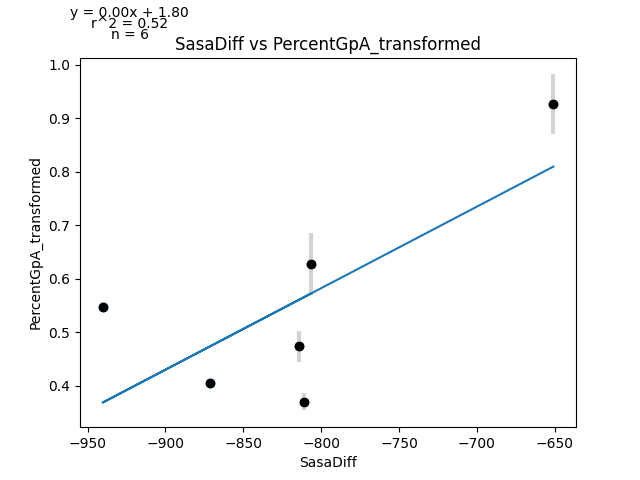 y = 0.00x + 1.80
r^2 = 0.52
n = 6
SasaDiff vs PercentGpA_transformed
1.0
0.9
0.8
0.7
0.6
0.5
0.4
PercentGpA_transformed
−950 −900 −850 −800 −750 −700 −650
SasaDiff